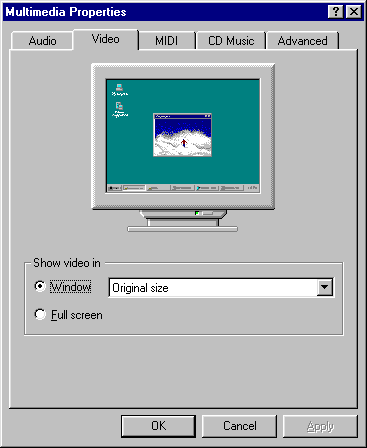 Multimedia Properties
Audio Video MIDI CD Music Advanced
Show video in
Window Original size
Full screen
OK Cancel Apply